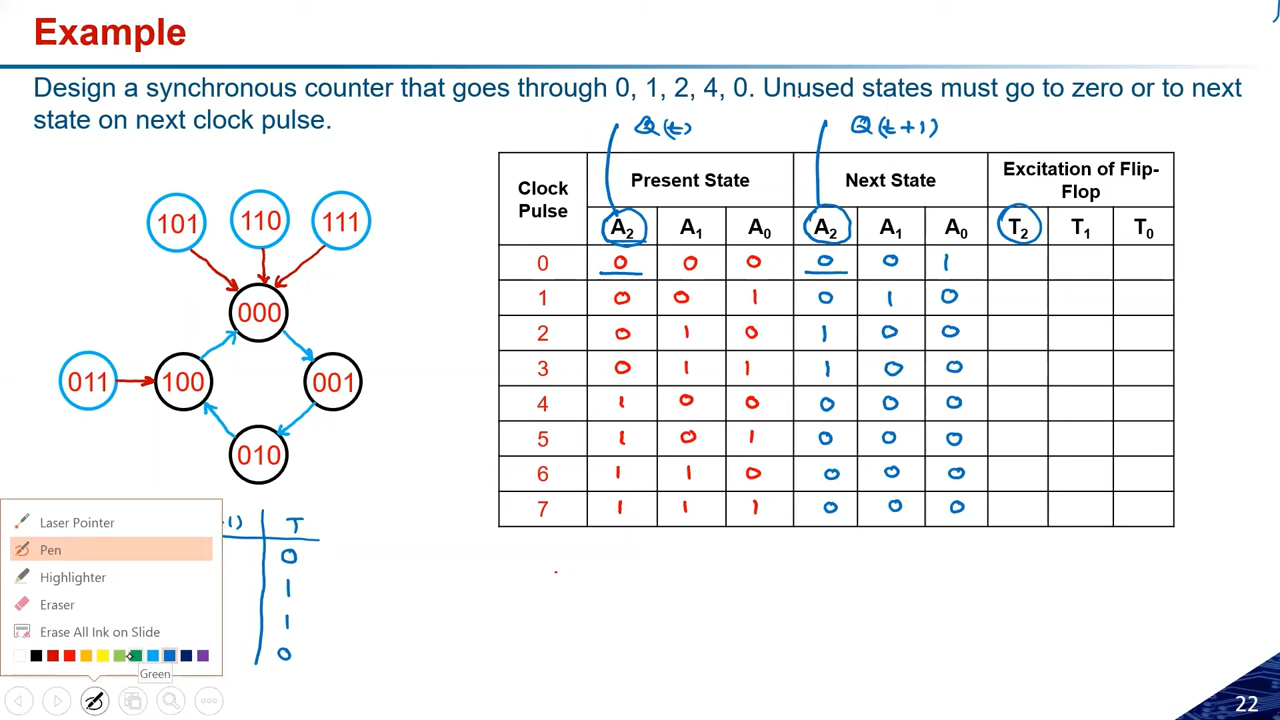 Example
Design a synchronous counter that goes through 0, 1, 2, 4, 0. Unused states must go to zero or to next
state on next clock pulse.
Q(t) Q(t+1)
Clock Pulse Present State Next State Excitation of Flip-Flop
A2 A1 A0 A2 A1 A0 T2 T1 T0
0 0 0 0 0 0 1
1 0 0 1 0 1 0
2 0 1 0 1 0 0
3 0 1 1 1 0 0
4 1 0 0 0 0 0
5 1 0 1 0 0 0
6 1 1 0 0 0 0
7 1 1 1 0 0 0
101 110 111
000
011 100 001
010
1) T
0
1
1
0
Laser Pointer
Pen
Highlighter
Eraser
Erase All Ink on Slide
Green
22